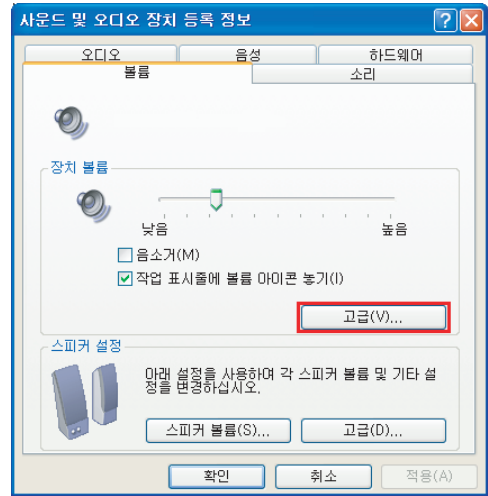 사운드 및 오디오 장치 등록 정보
오디오 음성 하드웨어
볼륨 소리
장치 볼륨
낮음 높음
음소거(M)
작업 표시줄에 볼륨 아이콘 놓기(I)
고급(V)...
스피커 설정
아래 설정을 사용하여 각 스피커 볼륨 및 기타 설
정을 변경하십시오.
스피커 볼륨(S)... 고급(D)...
확인 취소 적용(A)